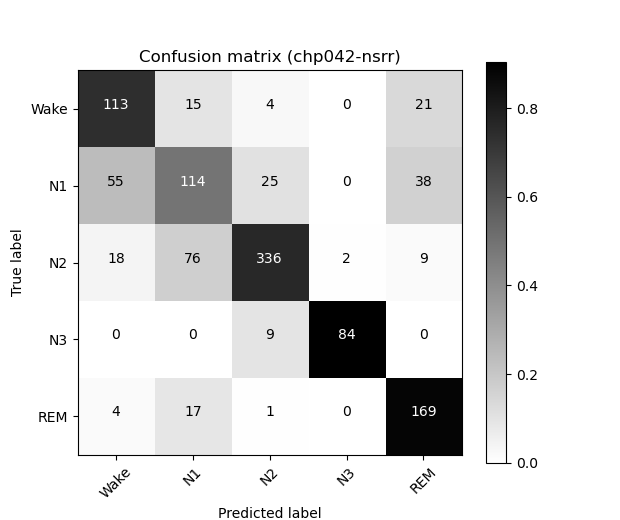 Confusion matrix (chp042-nsrr)
True label
Wake 113 15 4 0 21
N1 55 114 25 0 38
N2 18 76 336 2 9
N3 0 0 9 84 0
REM 4 17 1 0 169
Wake N1 N2 N3 REM
Predicted label
0.8
0.6
0.4
0.2
0.0